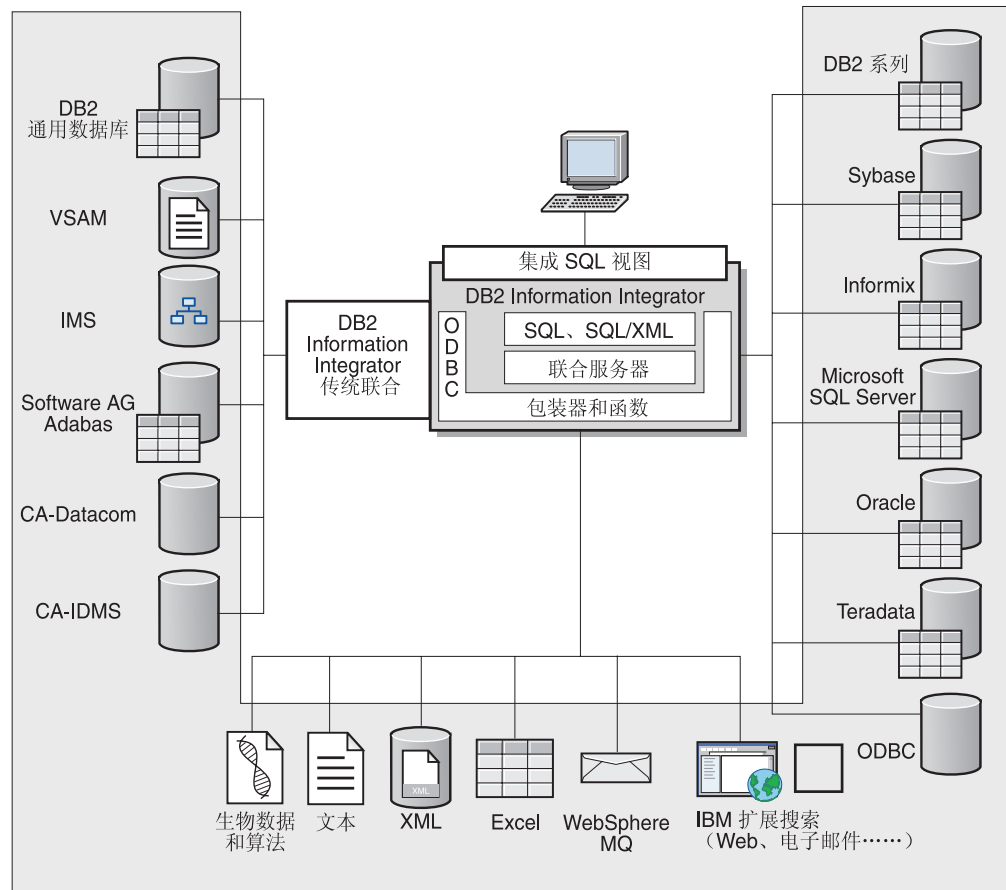 DB2
通用数据库
VSAM
IMS
Software AG
Adabas
CA-Datacom
CA-IDMS
DB2
Information
Integrator
传统联合
集成 SQL 视图
DB2 Information Integrator
O
D
B
C
SQL、SQL/XML
联合服务器
包装器和函数
DB2 系列
Sybase
Informix
Microsoft
SQL Server
Oracle
Teradata
ODBC
生物数据
和算法
文本
XML
XML
Excel
WebSphere
MQ
IBM 扩展搜索
（Web、电子邮件……）